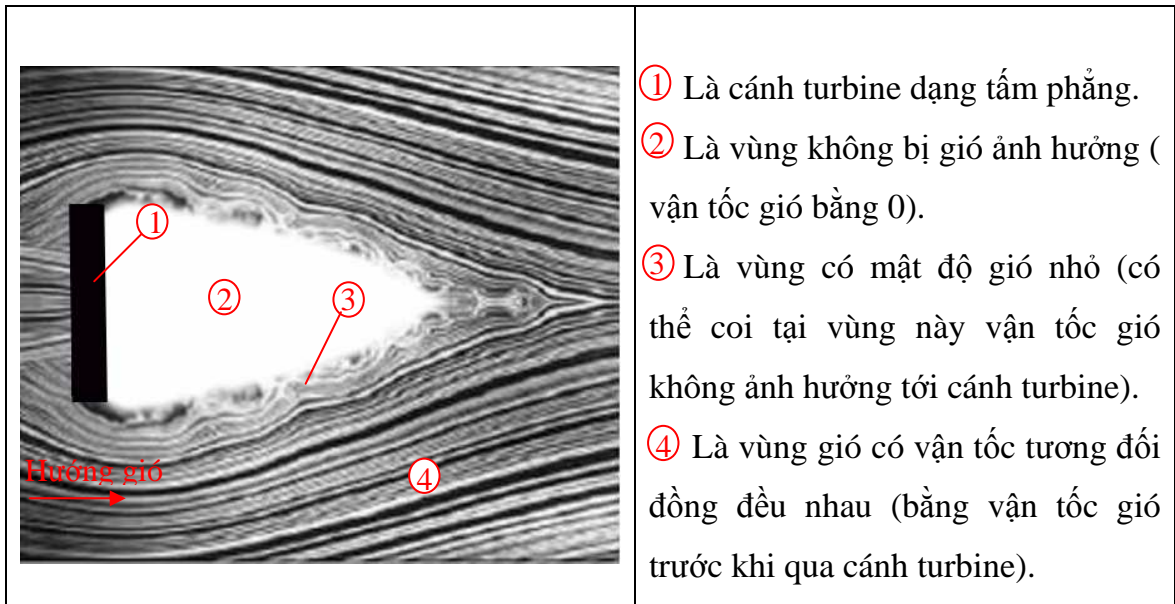 1
2
3
Hướng gió
4
1 Là cánh turbine dạng tấm phẳng.
2 Là vùng không bị gió ảnh hưởng (
vận tốc gió bằng 0).
3 Là vùng có mật độ gió nhỏ (có
thể coi tại vùng này vận tốc gió
không ảnh hưởng tới cánh turbine).
4 Là vùng gió có vận tốc tương đối
đồng đều nhau (bằng vận tốc gió
trước khi qua cánh turbine).